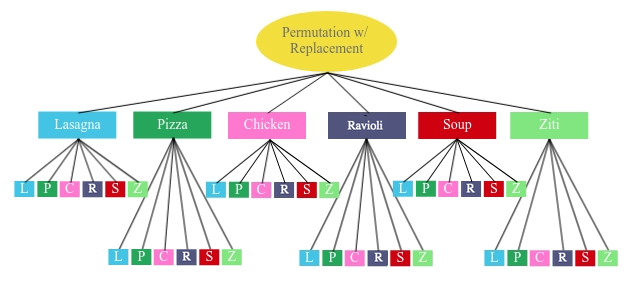 Permutation w/
Replacement
Lasagna Pizza Chicken Ravioli Soup Ziti
L P C R S Z L P C R S Z L P C R S Z
L P C R S Z L P C R S Z L P C R S Z